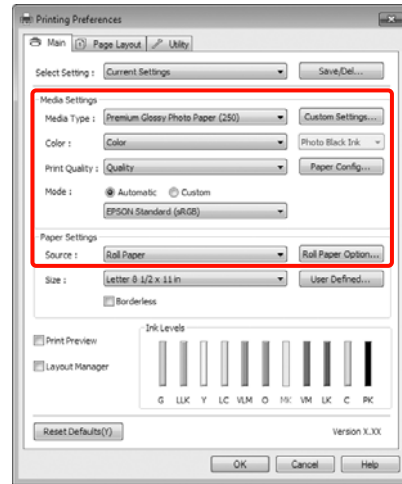 Printing Preferences
Main Page Layout Utility
Select Setting : Current Settings Save/Del...
Media Settings
Media Type : Premium Glossy Photo Paper (250) Custom Settings...
Color : Color Photo Black Ink
Print Quality : Quality Paper Config...
Mode : Automatic Custom
EPSON Standard (sRGB)
Paper Settings
Source : Roll Paper Roll Paper Option...
Size : Letter 8 1/2 x 11 in User Defined...
Borderless
Ink Levels
Print Preview
Layout Manager
G LLK Y LC VLM O MK VM LK C PK
Reset Defaults(Y) Version X.XX
OK Cancel Help